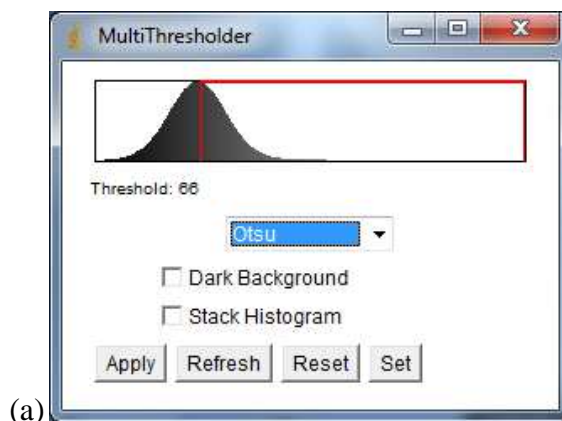 MultiThresholder
Threshold: 66
Otsu
Dark Background
Stack Histogram
Apply Refresh Reset Set
(a)